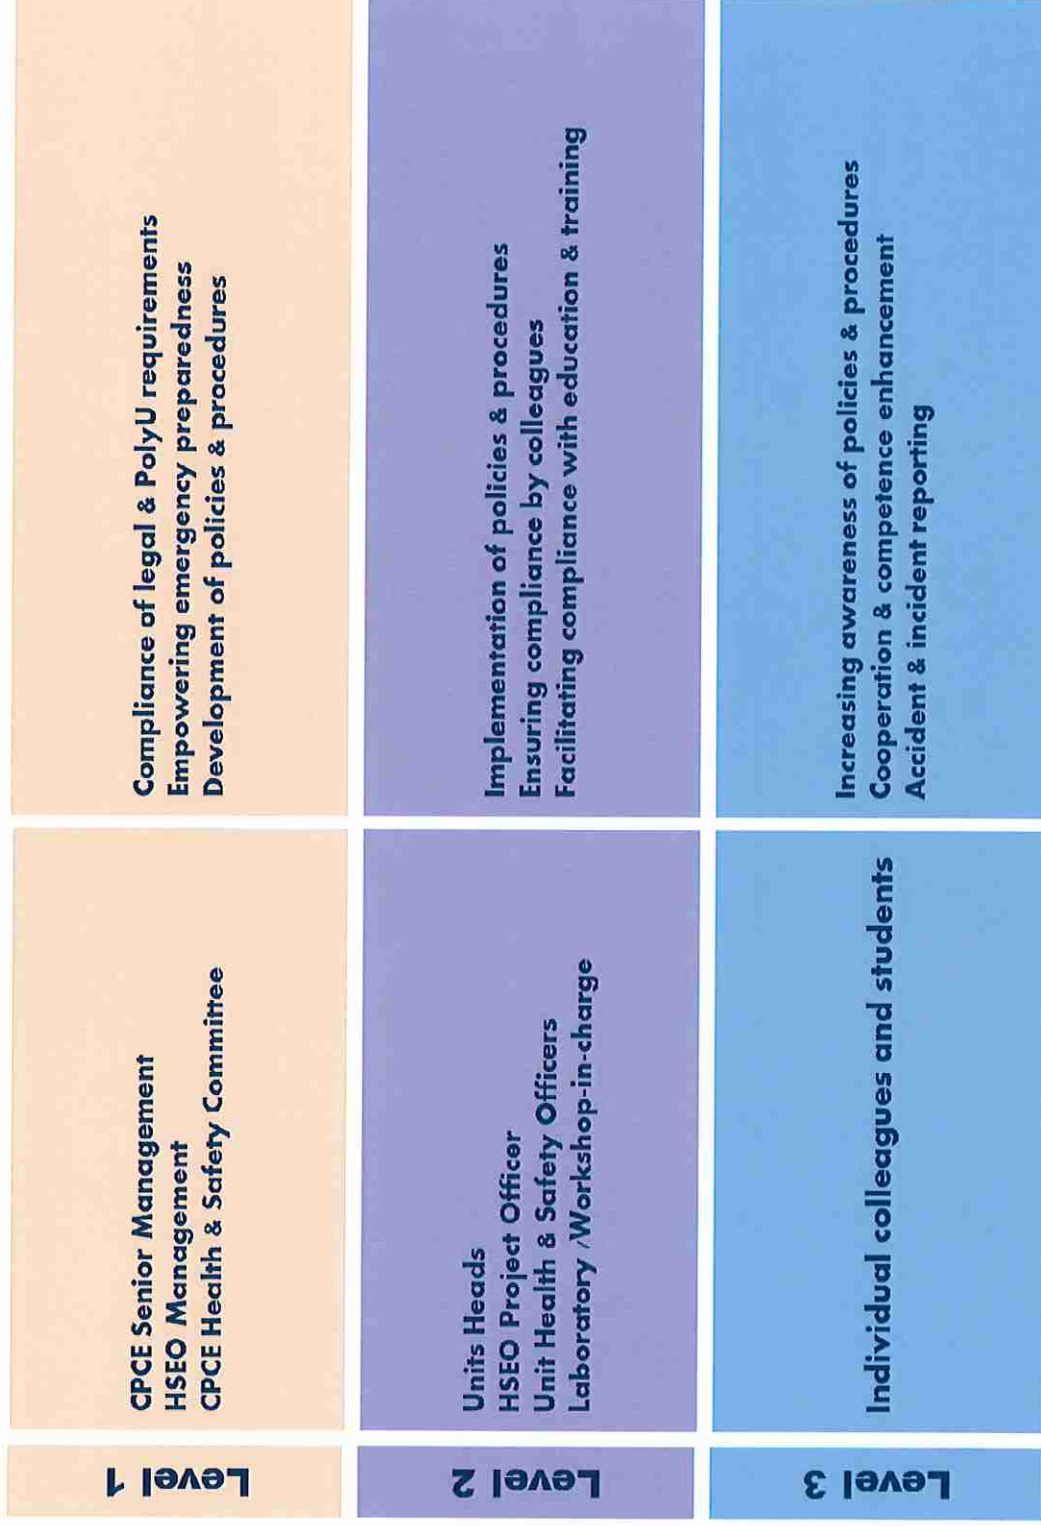 Level 1
CPCE Senior Management
HSEO Management
CPCE Health & Safety Committee
Compliance of legal & PolyU requirements
Empowering emergency preparedness
Development of policies & procedures
Level 2
Units Heads
HSEO Project Officer
Unit Health & Safety Officers
Laboratory /Workshop-in-charge
Implementation of policies & procedures
Ensuring compliance by colleagues
Facilitating compliance with education & training
Level 3
Individual colleagues and students
Increasing awareness of policies & procedures
Cooperation & competence enhancement
Accident & incident reporting